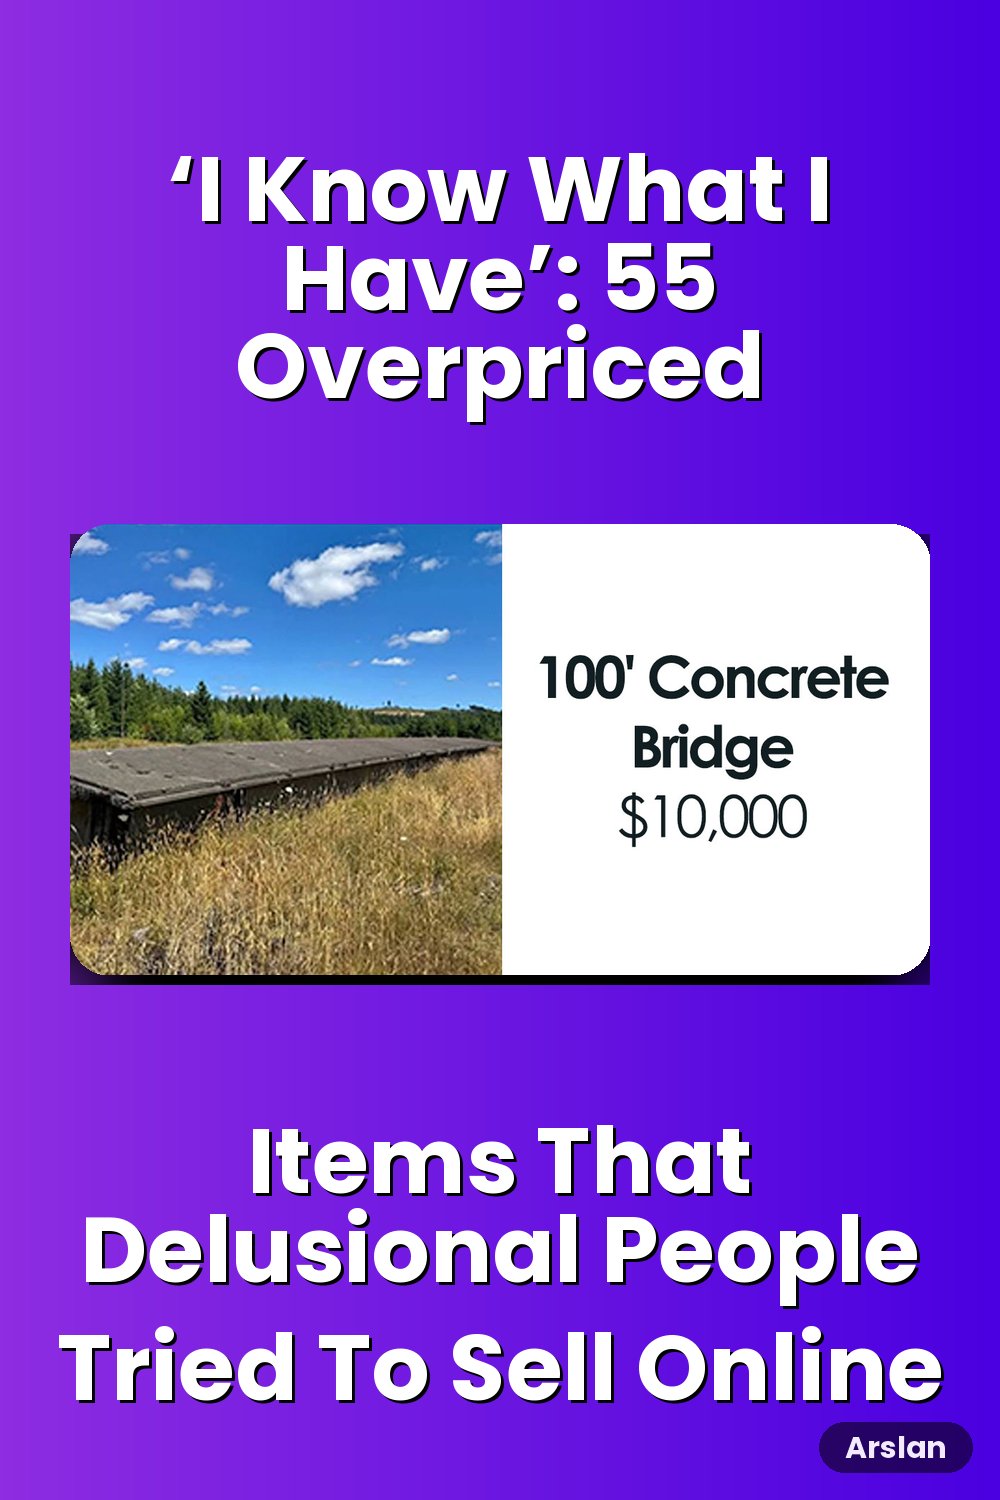 ‘I Know What I
Have’: 55
Overpriced
100' Concrete
Bridge
$10,000
Items That
Delusional People
Tried To Sell Online
Arslan